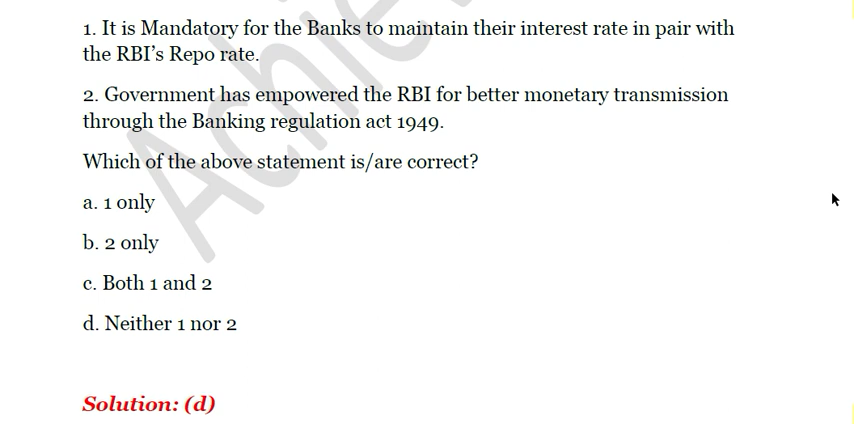 1. It is Mandatory for the Banks to maintain their interest rate in pair with
the RBI's Repo rate.
2. Government has empowered the RBI for better monetary transmission
through the Banking regulation act 1949.
Which of the above statement is/are correct?
a. 1 only
b. 2 only
c. Both 1 and 2
d. Neither 1 nor 2
Solution: (d)